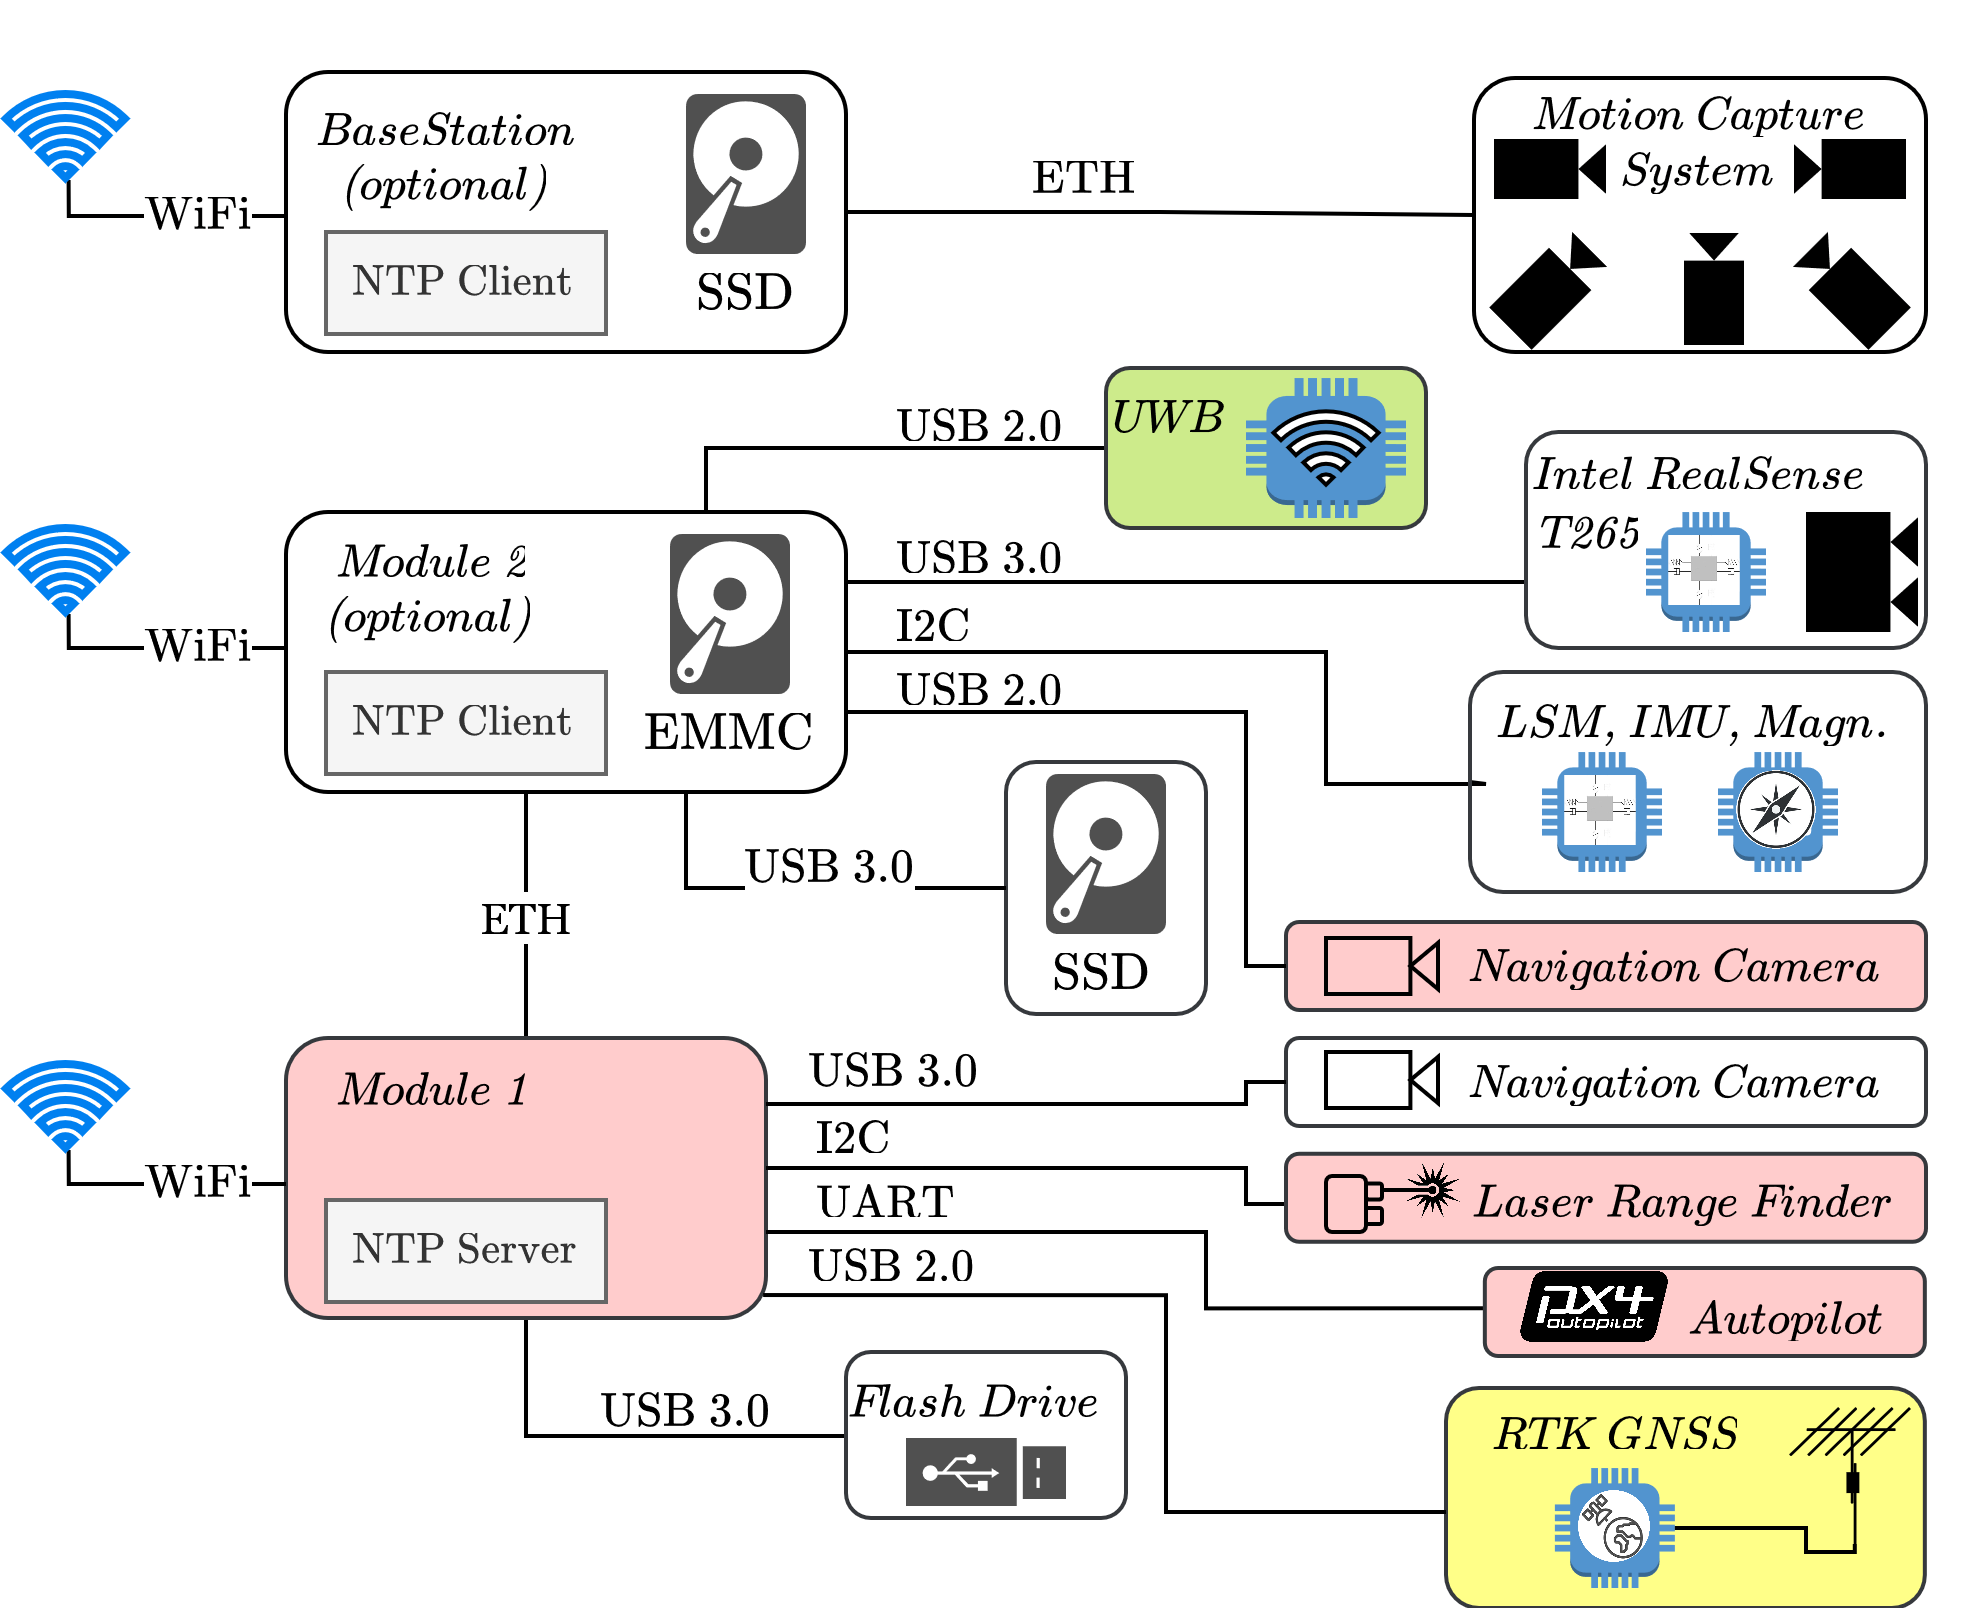 BaseStation
(optional)
NTP Client
SSD
WiFi
ETH
Motion Capture
System
USB 2.0
UWB
Module 2
(optional)
NTP Client
EMMC
WiFi
USB 3.0
Intel RealSense
T265
I2C
LSM, IMU, Magn.
USB 2.0
Navigation Camera
USB 3.0
SSD
ETH
Module 1
NTP Server
WiFi
USB 3.0
Navigation Camera
I2C
Laser Range Finder
UART
px4
autopilot
Autopilot
USB 2.0
RTK GNSS
USB 3.0
Flash Drive